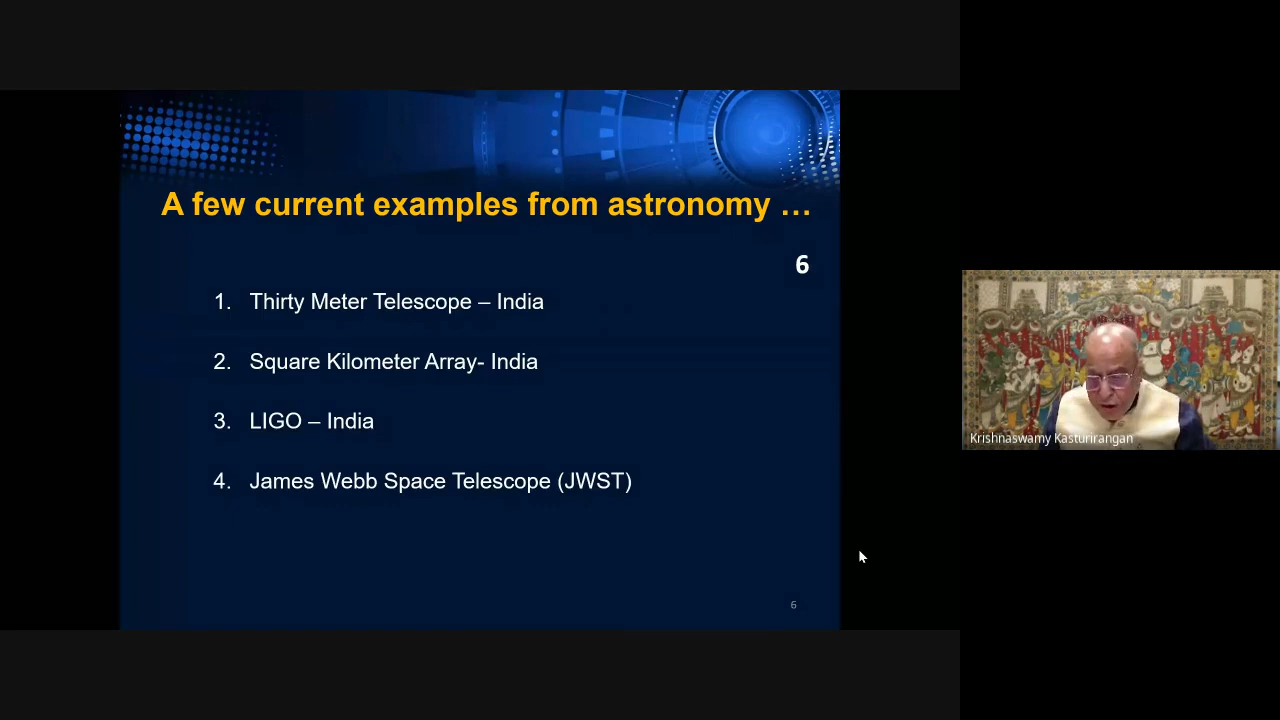 A few current examples from astronomy …
6
1. Thirty Meter Telescope – India
2. Square Kilometer Array- India
3. LIGO – India
4. James Webb Space Telescope (JWST)
6
Krishnaswamy Kasturirangan